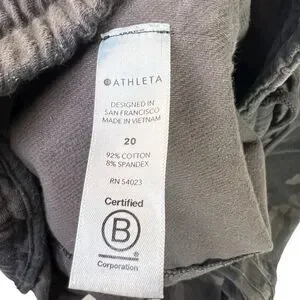 ATHLETA
DESIGNED IN
SAN FRANCISCO
MADE IN VIETNAM
20
92% COTTON
8% SPANDEX
RN 54023
Certified
B
®
Corporation